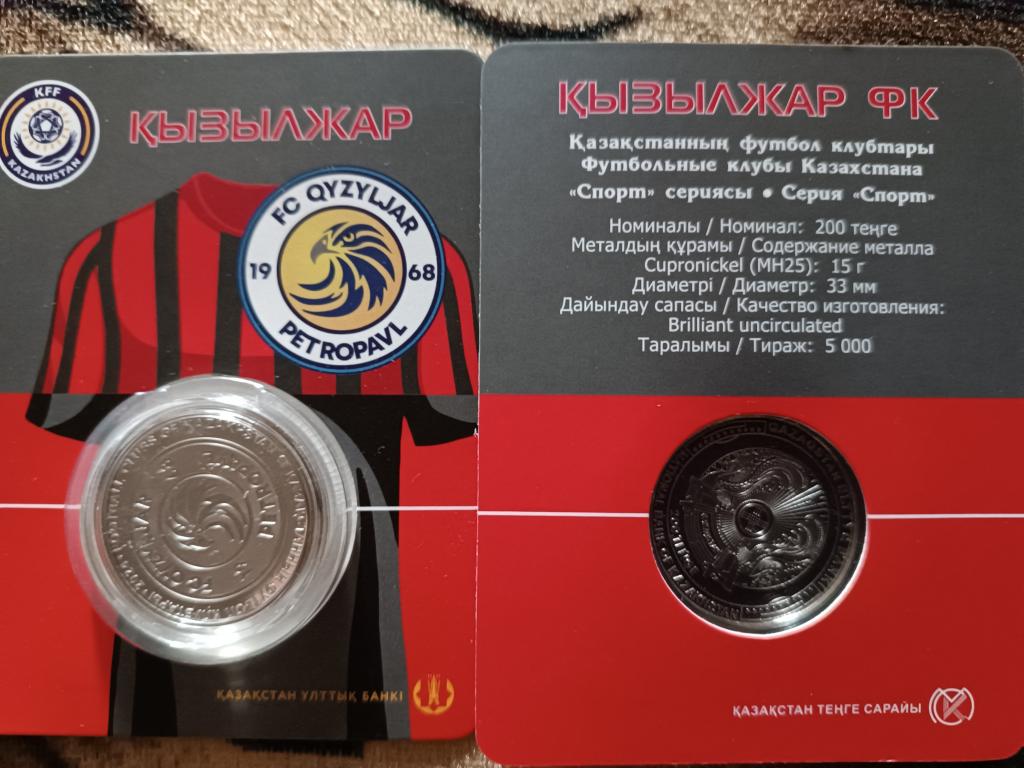 KFF
KAZAKHSTAN
ҚЫЗЫЛЖАР
FC QYZYLJAR
19 68
PETROPAVL
ҚАЗАҚСТАН ҰЛТТЫҚ БАНКІ
ҚЫЗЫЛЖАР ФК
Қазақстанның футбол клубтары
Футбольные клубы Казахстана
«Спорт» сериясы • Серия «Спорт»
Номиналы / Номинал: 200 теңге
Металдың құрамы / Содержание металла
Cupronickel (МН25): 15 г
Диаметрі / Диаметр: 33 мм
Дайындау сапасы / Качество изготовления:
Brilliant uncirculated
Таралымы / Тираж: 5 000
ҚАЗАҚСТАН ТЕҢГЕ САРАЙЫ